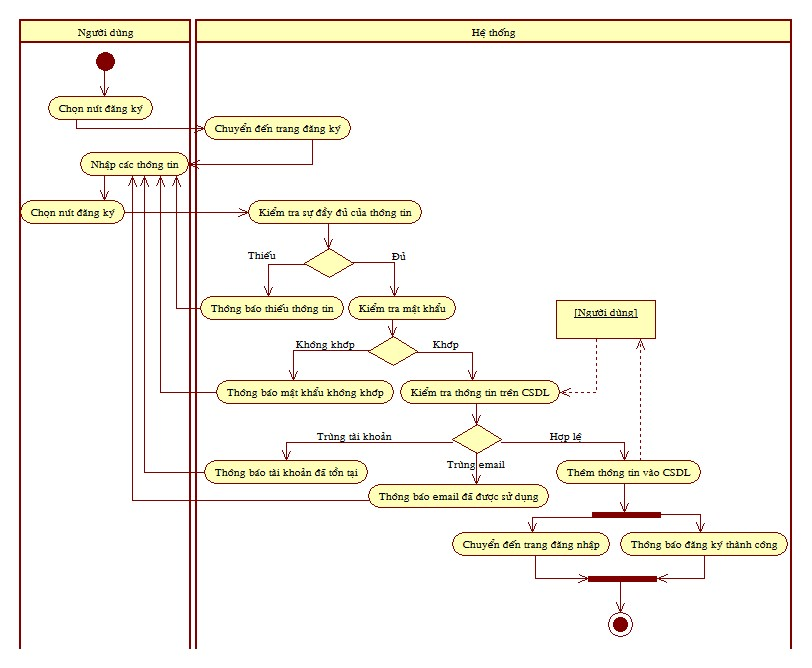 Người dùng
Hệ thống
Chọn nút đăng ký
Chuyển đến trang đăng ký
Nhập các thông tin
Chọn nút đăng ký
Kiểm tra sự đầy đủ của thông tin
Thiếu
Đủ
Thông báo thiếu thông tin
Kiểm tra mật khẩu
[Người dùng]
Không khớp
Khớp
Thông báo mật khẩu không khớp
Kiểm tra thông tin trên CSDL
Trùng tài khoản
Hợp lệ
Trùng email
Thông báo tài khoản đã tồn tại
Thêm thông tin vào CSDL
Thông báo email đã được sử dụng
Chuyển đến trang đăng nhập
Thông báo đăng ký thành công